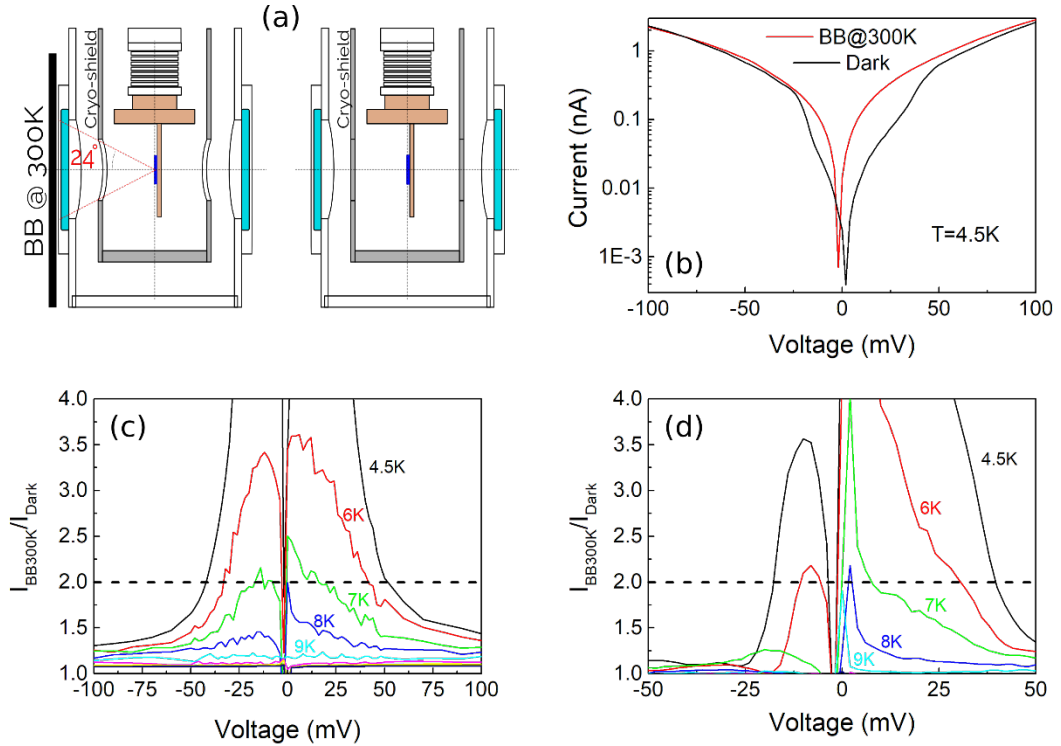 (a)
Cryo-shield
Cryo-shield
24°
BB @ 300K
(b)
BB@300K
Dark
T=4.5K
Current (nA)
1
0.1
0.01
1E-3
-100 -50 0 50 100
Voltage (mV)
(c)
4.5K
6K
7K
8K
9K
I_BB300K/I_Dark
4.0
3.5
3.0
2.5
2.0
1.5
1.0
-100 -75 -50 -25 0 25 50 75 100
Voltage (mV)
(d)
4.5K
6K
7K
8K
9K
I_BB300K/I_Dark
4.0
3.5
3.0
2.5
2.0
1.5
1.0
-50 -25 0 25 50
Voltage (mV)